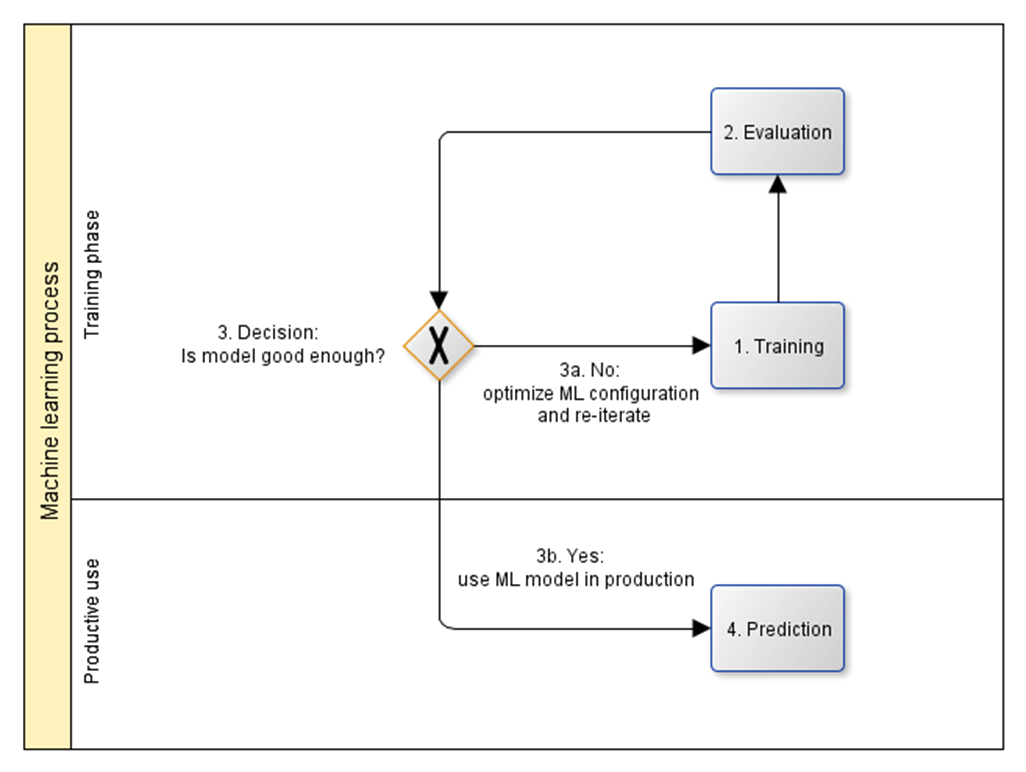 Machine learning process
Training phase
2. Evaluation
3. Decision:
Is model good enough?
X
1. Training
3a. No:
optimize ML configuration
and re-iterate
Productive use
3b. Yes:
use ML model in production
4. Prediction